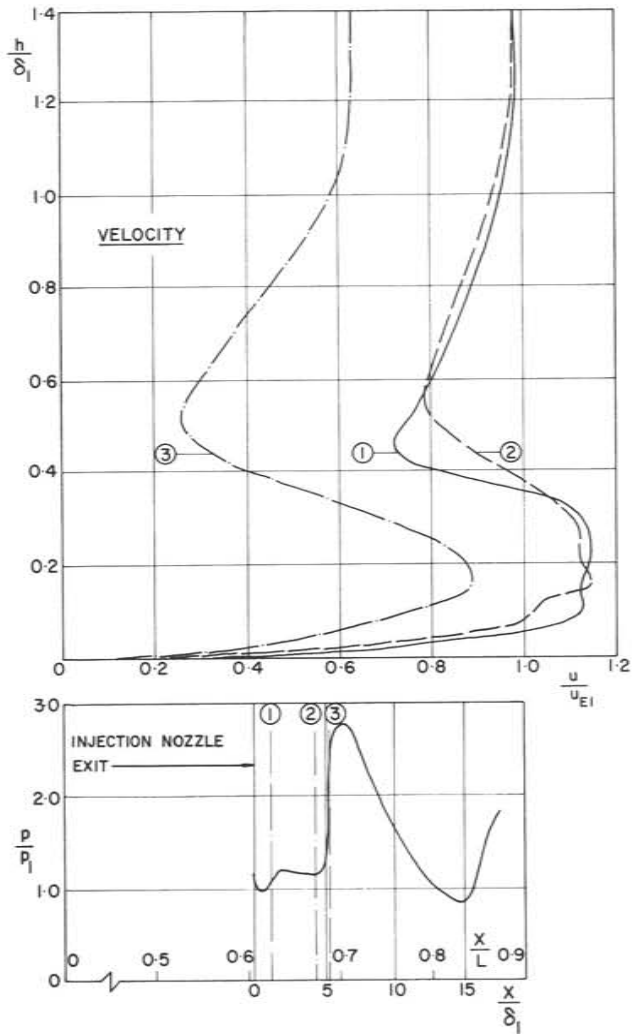 1·4
h
δ1
1·2
1·0
VELOCITY
0·8
0·6
③ ① ②
0·4
0·2
0 0·2 0·4 0·6 0·8 1·0 1·2
u
uE1
3·0 ① ② ③
INJECTION NOZZLE
EXIT
2·0
p
p1
1·0
0 0·5 0·6 0·7 0·8 X/L 0·9
0
0 5 10 15 X
δ1